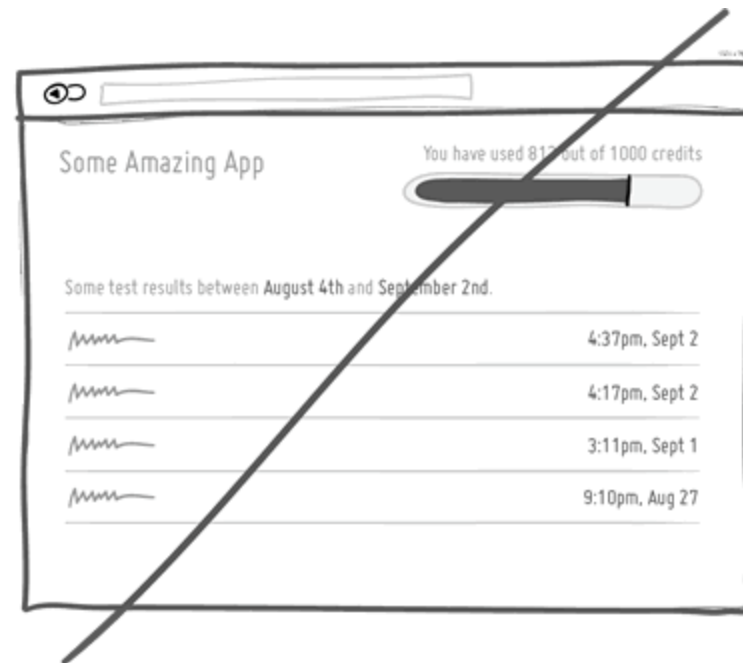 Some Amazing App
You have used 812 out of 1000 credits
Some test results between August 4th and September 2nd.
4:37pm, Sept 2
4:17pm, Sept 2
3:11pm, Sept 1
9:10pm, Aug 27